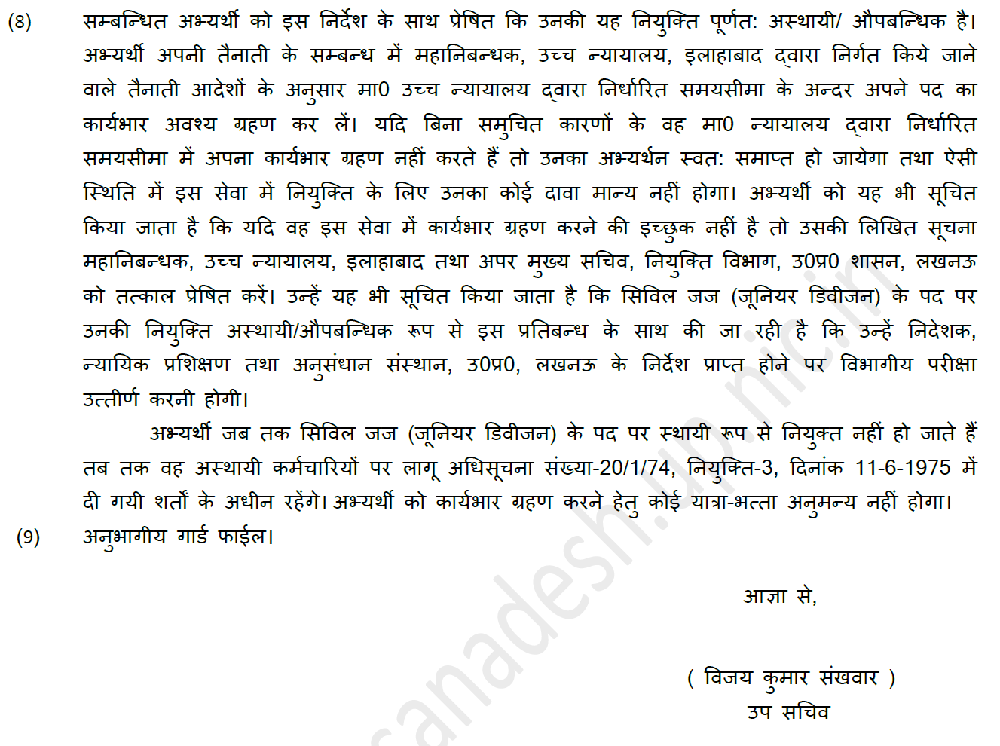 (8) सम्बन्धित अभ्यर्थी को इस निर्देश के साथ प्रेषित कि उनकी यह नियुक्ति पूर्णत: अस्थायी/ औपबन्धिक है।
अभ्यर्थी अपनी तैनाती के सम्बन्ध में महानिबन्धक, उच्च न्यायालय, इलाहाबाद द्‌वारा निर्गत किये जाने
वाले तैनाती आदेशों के अनुसार मा0 उच्च न्यायालय द्‌वारा निर्धारित समयसीमा के अन्दर अपने पद का
कार्यभार अवश्य ग्रहण कर लें। यदि बिना समुचित कारणों के वह मा0 न्यायालय द्‌वारा निर्धारित
समयसीमा में अपना कार्यभार ग्रहण नहीं करते हैं तो उनका अभ्यर्थन स्वत: समाप्त हो जायेगा तथा ऐसी
स्थिति में इस सेवा में नियुक्ति के लिए उनका कोई दावा मान्य नहीं होगा। अभ्यर्थी को यह भी सूचित
किया जाता है कि यदि वह इस सेवा में कार्यभार ग्रहण करने की इच्छुक नहीं है तो उसकी लिखित सूचना
महानिबन्धक, उच्च न्यायालय, इलाहाबाद तथा अपर मुख्य सचिव, नियुक्ति विभाग, उ0प्र0 शासन, लखनऊ
को तत्काल प्रेषित करें। उन्हें यह भी सूचित किया जाता है कि सिविल जज (जूनियर डिवीजन) के पद पर
उनकी नियुक्ति अस्थायी/औपबन्धिक रूप से इस प्रतिबन्ध के साथ की जा रही है कि उन्हें निदेशक,
न्यायिक प्रशिक्षण तथा अनुसंधान संस्थान, उ0प्र0, लखनऊ के निर्देश प्राप्त होने पर विभागीय परीक्षा
उत्तीर्ण करनी होगी।
अभ्यर्थी जब तक सिविल जज (जूनियर डिवीजन) के पद पर स्थायी रूप से नियुक्त नहीं हो जाते हैं
तब तक वह अस्थायी कर्मचारियों पर लागू अधिसूचना संख्या-20/1/74, नियुक्ति-3, दिनांक 11-6-1975 में
दी गयी शर्तों के अधीन रहेंगे। अभ्यर्थी को कार्यभार ग्रहण करने हेतु कोई यात्रा-भत्ता अनुमन्य नहीं होगा।
(9) अनुभागीय गार्ड फाईल।
आज्ञा से,
( विजय कुमार संखवार )
उप सचिव
sanadesh.up.nic.in